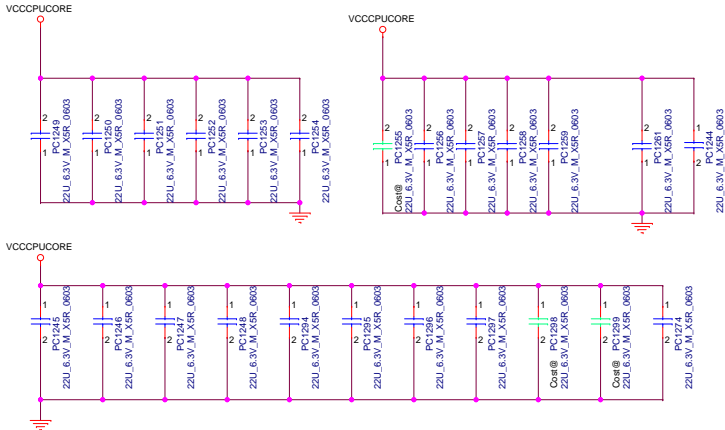 VCCCPUCORE
2
1
PC1249
22U_6.3V_M_X5R_0603
2
1
PC1250
22U_6.3V_M_X5R_0603
2
1
PC1251
22U_6.3V_M_X5R_0603
2
1
PC1252
22U_6.3V_M_X5R_0603
2
1
PC1253
22U_6.3V_M_X5R_0603
2
1
PC1254
22U_6.3V_M_X5R_0603
VCCCPUCORE
2
1
PC1255
Cost@
22U_6.3V_M_X5R_0603
2
1
PC1256
22U_6.3V_M_X5R_0603
2
1
PC1257
22U_6.3V_M_X5R_0603
2
1
PC1258
22U_6.3V_M_X5R_0603
2
1
PC1259
22U_6.3V_M_X5R_0603
2
1
PC1261
22U_6.3V_M_X5R_0603
1
2
PC1244
22U_6.3V_M_X5R_0603
VCCCPUCORE
1
2
PC1245
22U_6.3V_M_X5R_0603
1
2
PC1246
22U_6.3V_M_X5R_0603
1
2
PC1247
22U_6.3V_M_X5R_0603
1
2
PC1248
22U_6.3V_M_X5R_0603
1
2
PC1294
22U_6.3V_M_X5R_0603
1
2
PC1295
22U_6.3V_M_X5R_0603
1
2
PC1296
22U_6.3V_M_X5R_0603
1
2
PC1297
22U_6.3V_M_X5R_0603
1
2
PC1298
Cost@
22U_6.3V_M_X5R_0603
1
2
PC1299
Cost@
22U_6.3V_M_X5R_0603
1
2
PC1274
22U_6.3V_M_X5R_0603